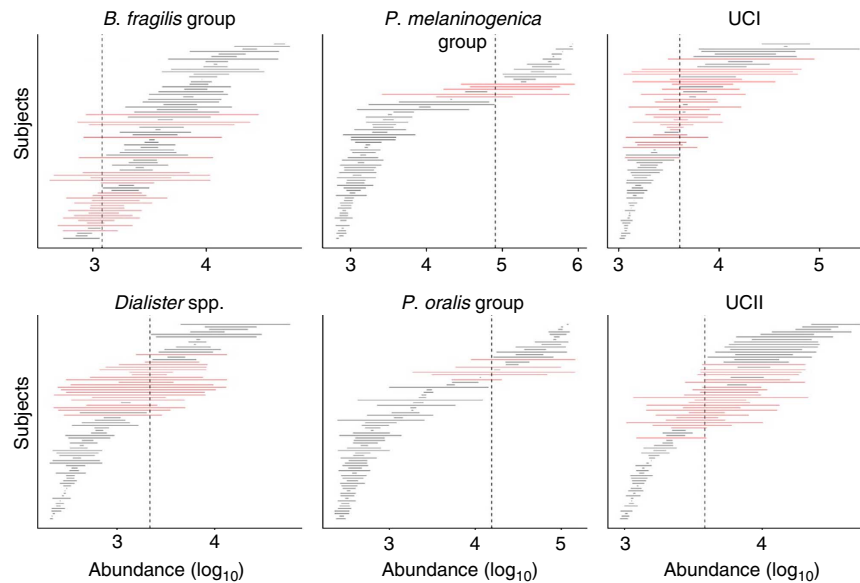 B. fragilis group
P. melaninogenica
group
UCI
Subjects
3 4
3 4 5 6
3 4 5
Dialister spp.
P. oralis group
UCII
Subjects
3 4
3 4 5
3 4
Abundance (log10)
Abundance (log10)
Abundance (log10)